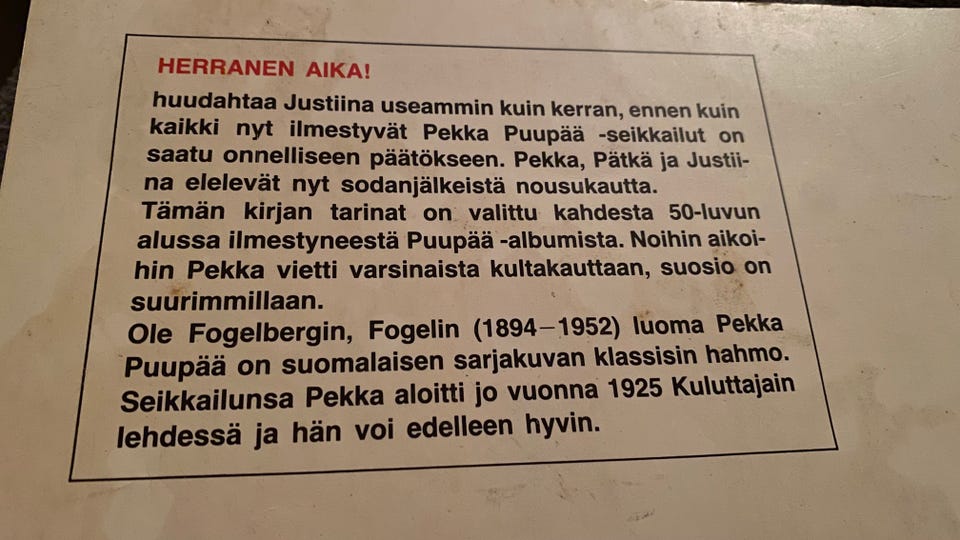 HERRANEN AIKA!
huudahtaa Justiina useammin kuin kerran, ennen kuin
kaikki nyt ilmestyvät Pekka Puupää -seikkailut on
saatu onnelliseen päätökseen. Pekka, Pätkä ja Justii-
na elelevät nyt sodanjälkeistä nousukautta.
Tämän kirjan tarinat on valittu kahdesta 50-luvun
alussa ilmestyneestä Puupää -albumista. Noihin aikoi-
hin Pekka vietti varsinaista kultakauttaan, suosio on
suurimmillaan.
Ole Fogelbergin, Fogelin (1894–1952) luoma Pekka
Puupää on suomalaisen sarjakuvan klassisin hahmo.
Seikkailunsa Pekka aloitti jo vuonna 1925 Kuluttajain
lehdessä ja hän voi edelleen hyvin.